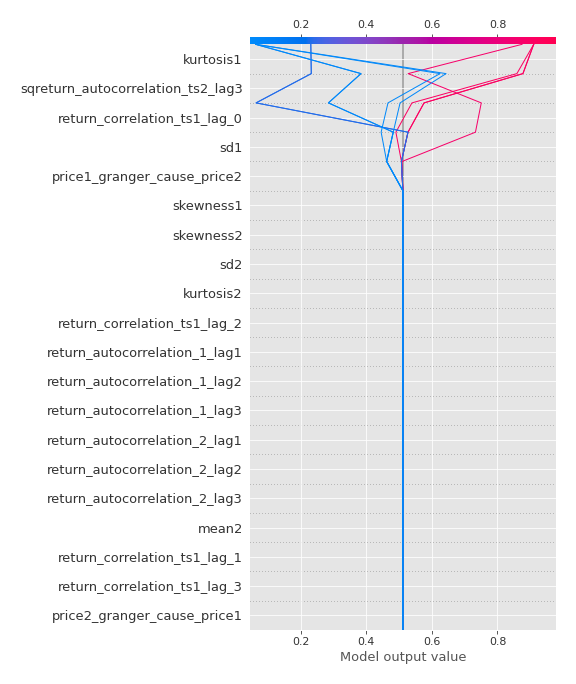 0.2 0.4 0.6 0.8
kurtosis1
sqreturn_autocorrelation_ts2_lag3
return_correlation_ts1_lag_0
sd1
price1_granger_cause_price2
skewness1
skewness2
sd2
kurtosis2
return_correlation_ts1_lag_2
return_autocorrelation_1_lag1
return_autocorrelation_1_lag2
return_autocorrelation_1_lag3
return_autocorrelation_2_lag1
return_autocorrelation_2_lag2
return_autocorrelation_2_lag3
mean2
return_correlation_ts1_lag_1
return_correlation_ts1_lag_3
price2_granger_cause_price1
0.2 0.4 0.6 0.8
Model output value